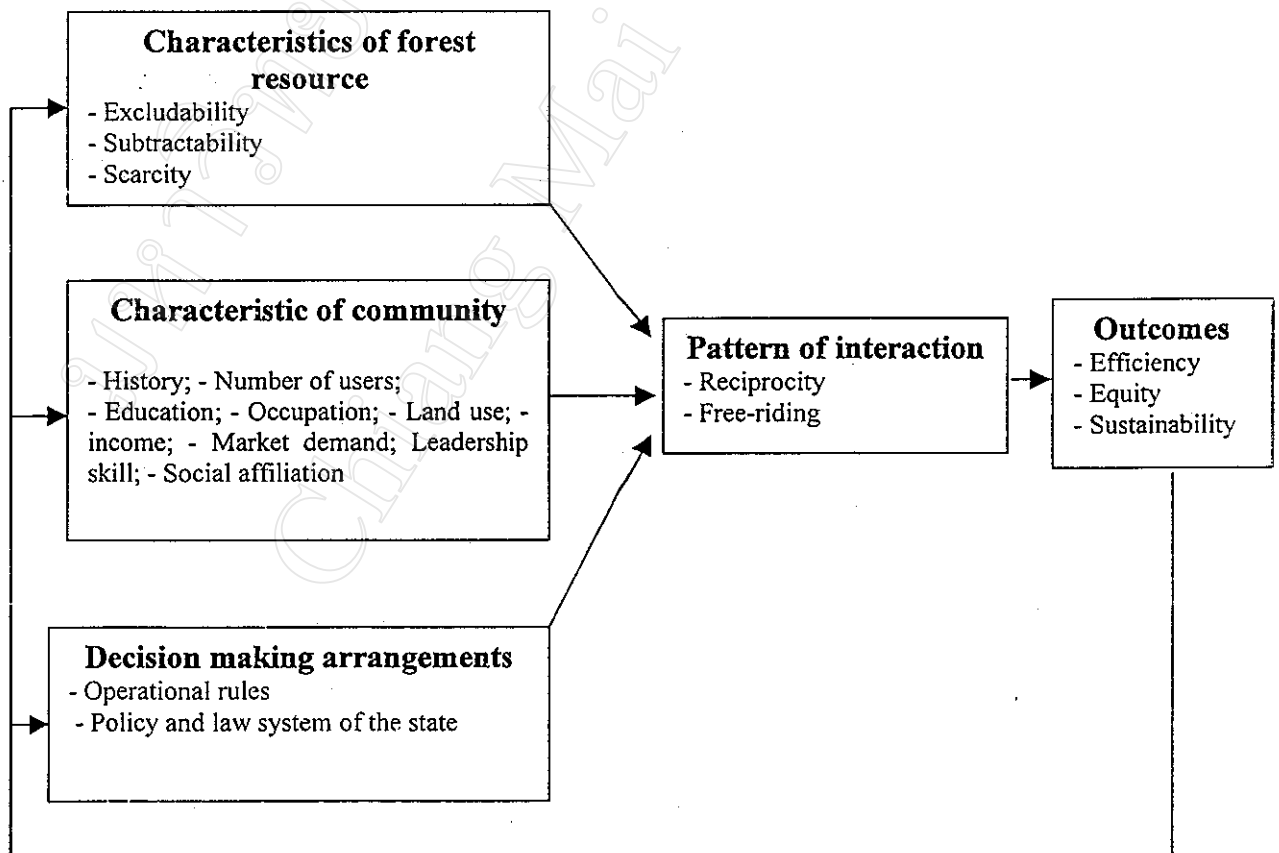 Characteristics of forest
resource
- Excludability
- Subtractability
- Scarcity
Characteristic of community
- History; - Number of users;
- Education; - Occupation; - Land use; -
income; - Market demand; Leadership
skill; - Social affiliation
Decision making arrangements
- Operational rules
- Policy and law system of the state
Pattern of interaction
- Reciprocity
- Free-riding
Outcomes
- Efficiency
- Equity
- Sustainability
Chiang Mai